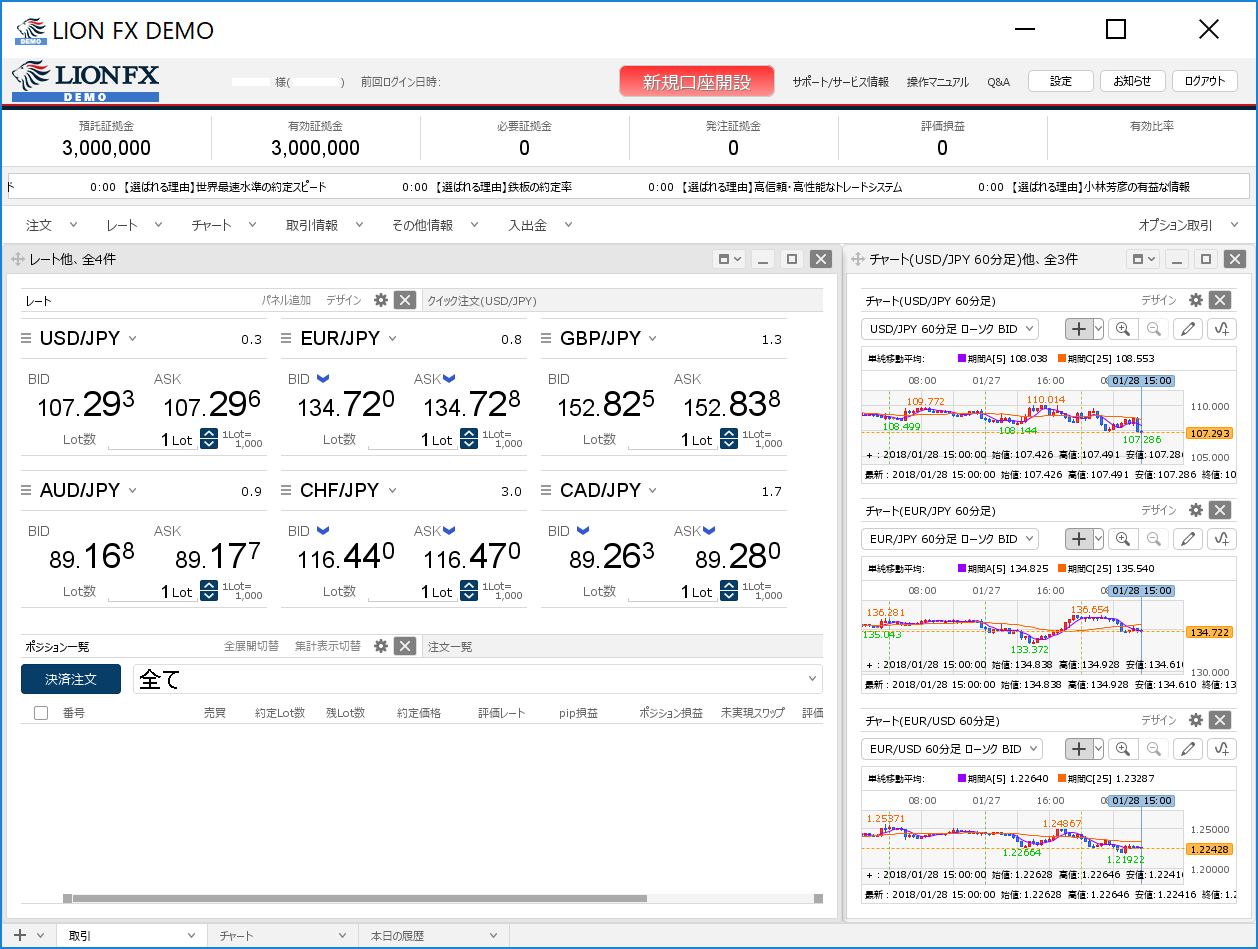 LION FX DEMO
LION FX
DEMO
様( ) 前回ログイン日時:
新規口座開設
サポート/サービス情報 操作マニュアル Q&A 設定 お知らせ ログアウト
預託証拠金 有効証拠金 必要証拠金 発注証拠金 評価損益 有効比率
3,000,000 3,000,000 0 0 0
ド 0:00 【選ばれる理由】世界最速水準の約定スピード 0:00 【選ばれる理由】鉄板の約定率 0:00 【選ばれる理由】高信頼・高性能なトレードシステム 0:00 【選ばれる理由】小林芳彦の有益な情報
注文 レート チャート 取引情報 その他情報 入出金 オプション取引
レート他、全4件
レート パネル追加 デザイン クイック注文(USD/JPY)
USD/JPY 0.3 EUR/JPY 0.8 GBP/JPY 1.3
BID ASK BID ASK BID ASK
107.293 107.296 134.720 134.728 152.825 152.838
Lot数 1 Lot 1Lot= 1,000 Lot数 1 Lot 1Lot= 1,000 Lot数 1 Lot 1Lot= 1,000
AUD/JPY 0.9 CHF/JPY 3.0 CAD/JPY 1.7
BID ASK BID ASK BID ASK
89.168 89.177 116.440 116.470 89.263 89.280
Lot数 1 Lot 1Lot= 1,000 Lot数 1 Lot 1Lot= 1,000 Lot数 1 Lot 1Lot= 1,000
ポジション一覧 全展開切替 集計表示切替 注文一覧
決済注文 全て
番号 売買 約定Lot数 残Lot数 約定価格 評価レート pip損益 ポジション損益 未実現スワップ 評価
チャート(USD/JPY 60分足)他、全3件
チャート(USD/JPY 60分足) デザイン
USD/JPY 60分足 ローソク BID
単純移動平均: 期間A[5] 108.038 期間C[25] 108.553
08:00 01/27 16:00 01/28 15:00
109.772 110.014 110.000
108.499 108.144 107.286 107.293
105.000
+ : 2018/01/28 15:00:00 始値:107.426 高値:107.491 安値:107.286
最新 : 2018/01/28 15:00:00 始値:107.426 高値:107.491 安値:107.286 終値:10
チャート(EUR/JPY 60分足) デザイン
EUR/JPY 60分足 ローソク BID
単純移動平均: 期間A[5] 134.825 期間C[25] 135.540
08:00 01/27 16:00 01/28 15:00
136.281 136.654
135.043 133.372 134.722
130.000
+ : 2018/01/28 15:00:00 始値:134.838 高値:134.928 安値:134.610
最新 : 2018/01/28 15:00:00 始値:134.838 高値:134.928 安値:134.610 終値:13
チャート(EUR/USD 60分足) デザイン
EUR/USD 60分足 ローソク BID
単純移動平均: 期間A[5] 1.22640 期間C[25] 1.23287
08:00 01/27 16:00 01/28 15:00
1.25371 1.24867 1.25000
1.22664 1.21922 1.22428
1.20000
+ : 2018/01/28 15:00:00 始値:1.22628 高値:1.22646 安値:1.22416
最新 : 2018/01/28 15:00:00 始値:1.22628 高値:1.22646 安値:1.22416 終値:1.2
取引 チャート 本日の履歴